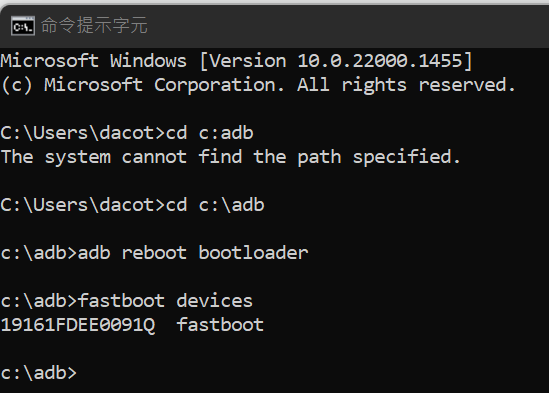 命令提示字元
Microsoft Windows [Version 10.0.22000.1455]
(c) Microsoft Corporation. All rights reserved.
C:\Users\dacot>cd c:adb
The system cannot find the path specified.
C:\Users\dacot>cd c:\adb
c:\adb>adb reboot bootloader
c:\adb>fastboot devices
19161FDEE0091Q  fastboot
c:\adb>